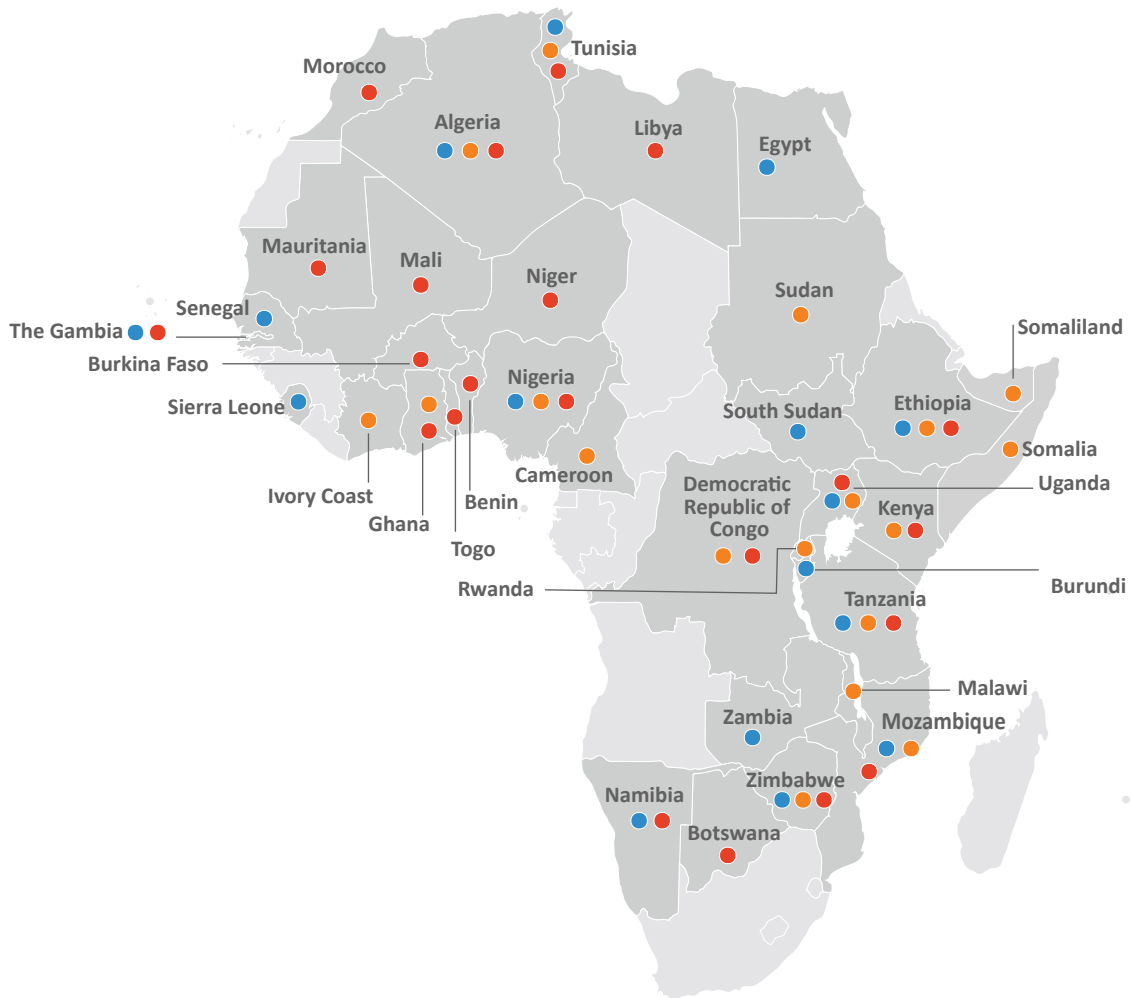 Tunisia
Morocco
Algeria
Libya
Egypt
Mauritania
Mali
Niger
Sudan
Senegal
The Gambia
Somaliland
Burkina Faso
Nigeria
Ethiopia
Sierra Leone
South Sudan
Somalia
Cameroon
Ivory Coast
Benin
Democratic
Republic of
Congo
Uganda
Kenya
Ghana
Togo
Rwanda
Burundi
Tanzania
Malawi
Zambia
Mozambique
Zimbabwe
Namibia
Botswana